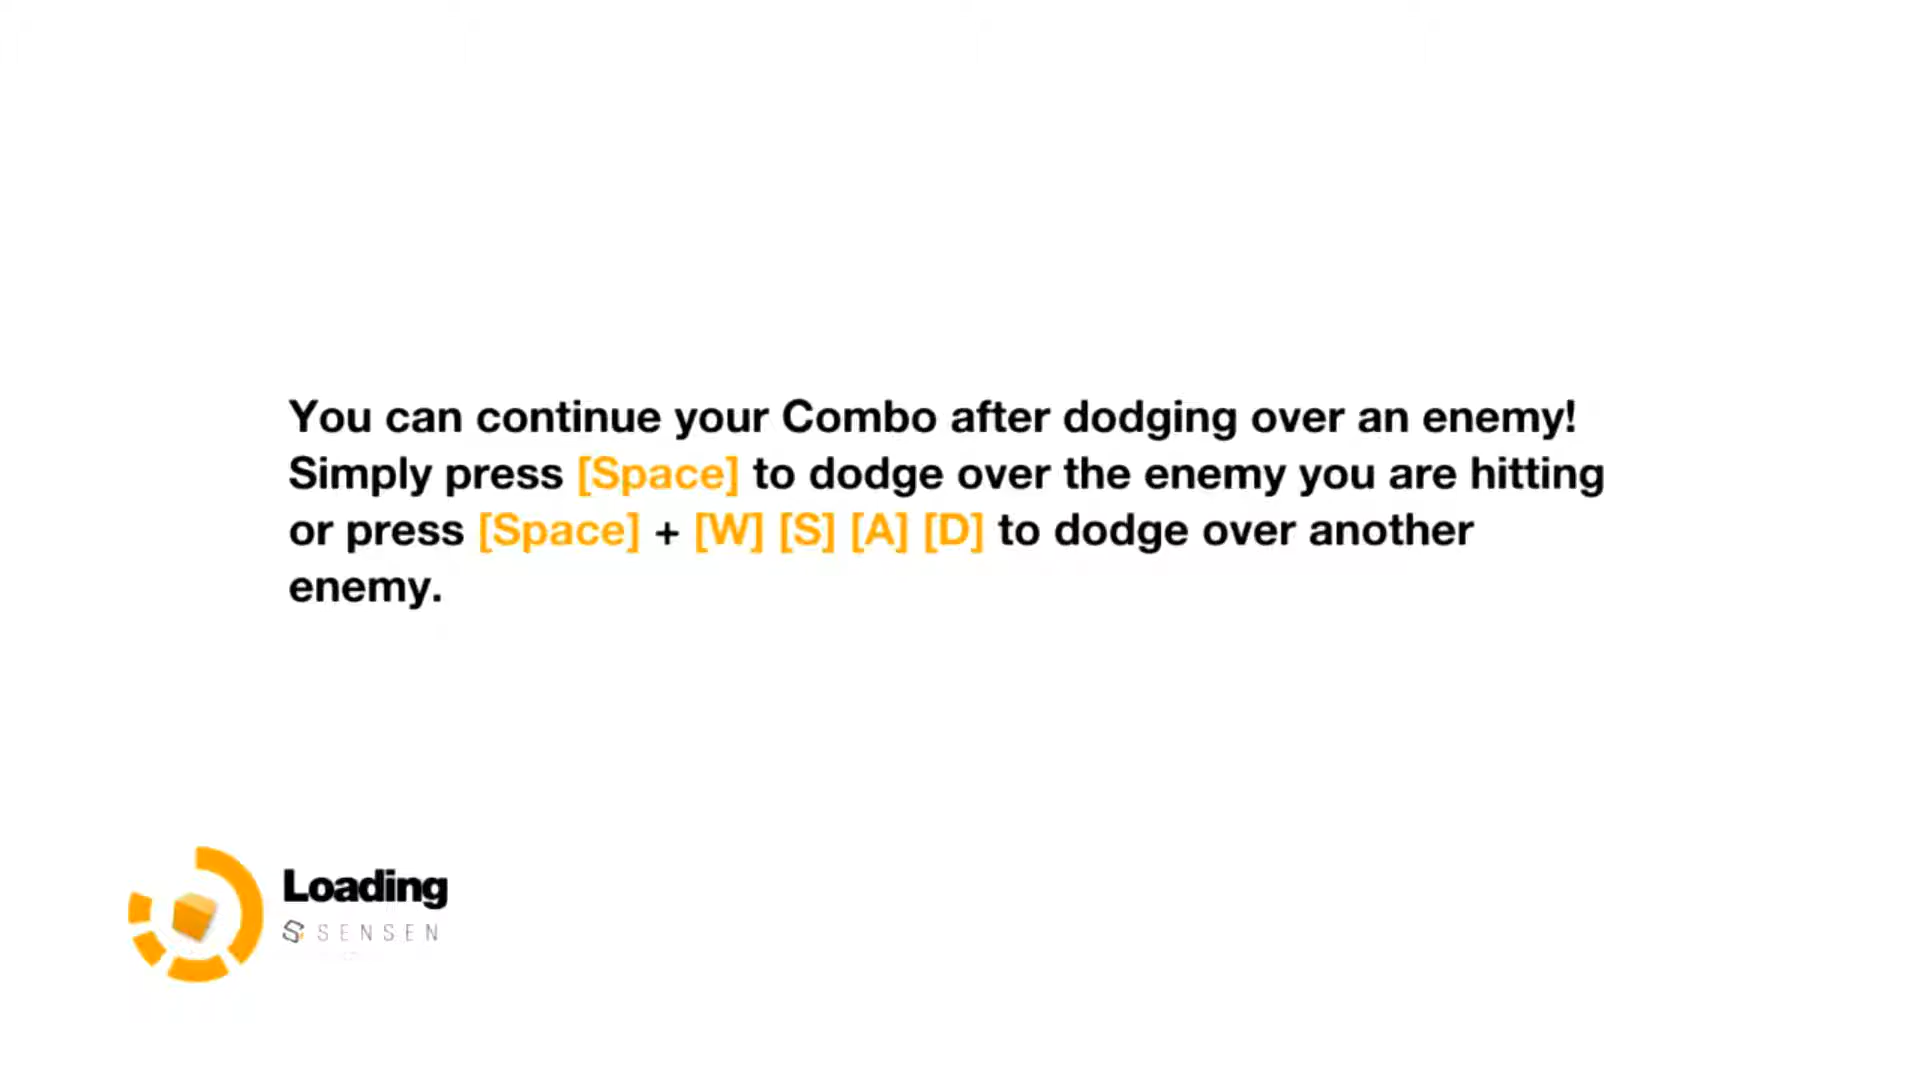 You can continue your Combo after dodging over an enemy!
Simply press [Space] to dodge over the enemy you are hitting
or press [Space] + [W] [S] [A] [D] to dodge over another
enemy.
Loading
SENSEN